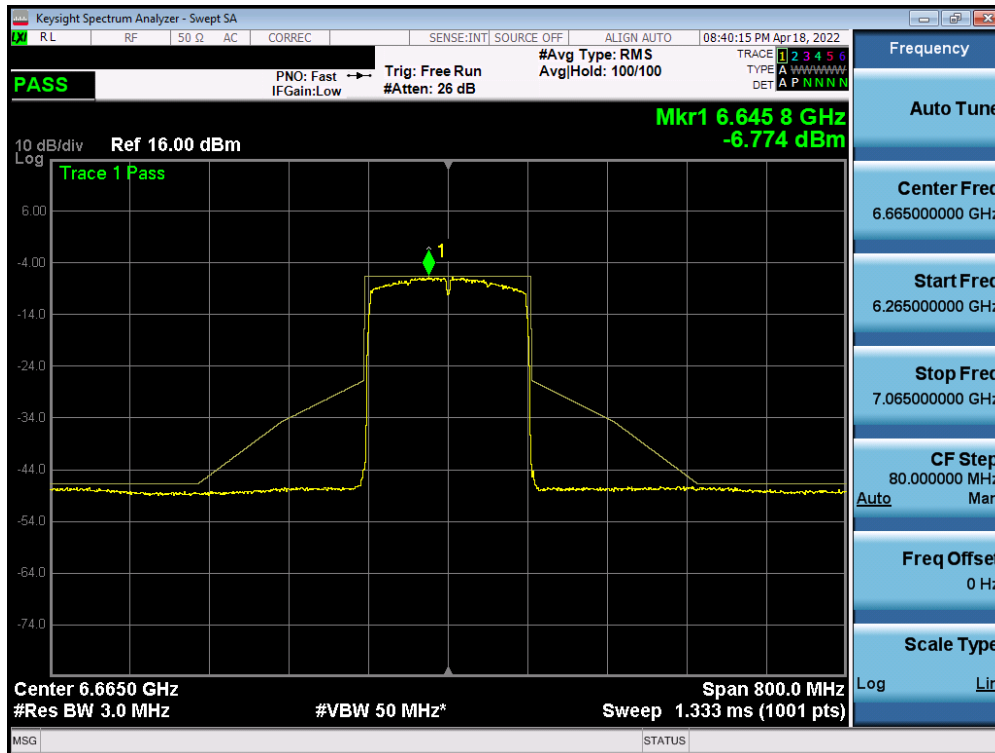 Keysight Spectrum Analyzer - Swept SA
LXI RL RF 50 Ω AC CORREC SENSE:INT SOURCE OFF ALIGN AUTO 08:40:15 PM Apr 18, 2022
PASS
PNO: Fast
IFGain:Low
Trig: Free Run
#Atten: 26 dB
#Avg Type: RMS
Avg|Hold: 100/100
TRACE 1 2 3 4 5 6
TYPE A WWWWW
DET A P N N N N
Mkr1 6.645 8 GHz
-6.774 dBm
10 dB/div Ref 16.00 dBm
Log
Trace 1 Pass
1
6.00
-4.00
-14.0
-24.0
-34.0
-44.0
-54.0
-64.0
-74.0
Center 6.6650 GHz Span 800.0 MHz
#Res BW 3.0 MHz #VBW 50 MHz* Sweep 1.333 ms (1001 pts)
MSG STATUS
Frequency
Auto Tune
Center Freq
6.665000000 GHz
Start Freq
6.265000000 GHz
Stop Freq
7.065000000 GHz
CF Step
80.000000 MHz
Auto Man
Freq Offset
0 Hz
Scale Type
Log Lin